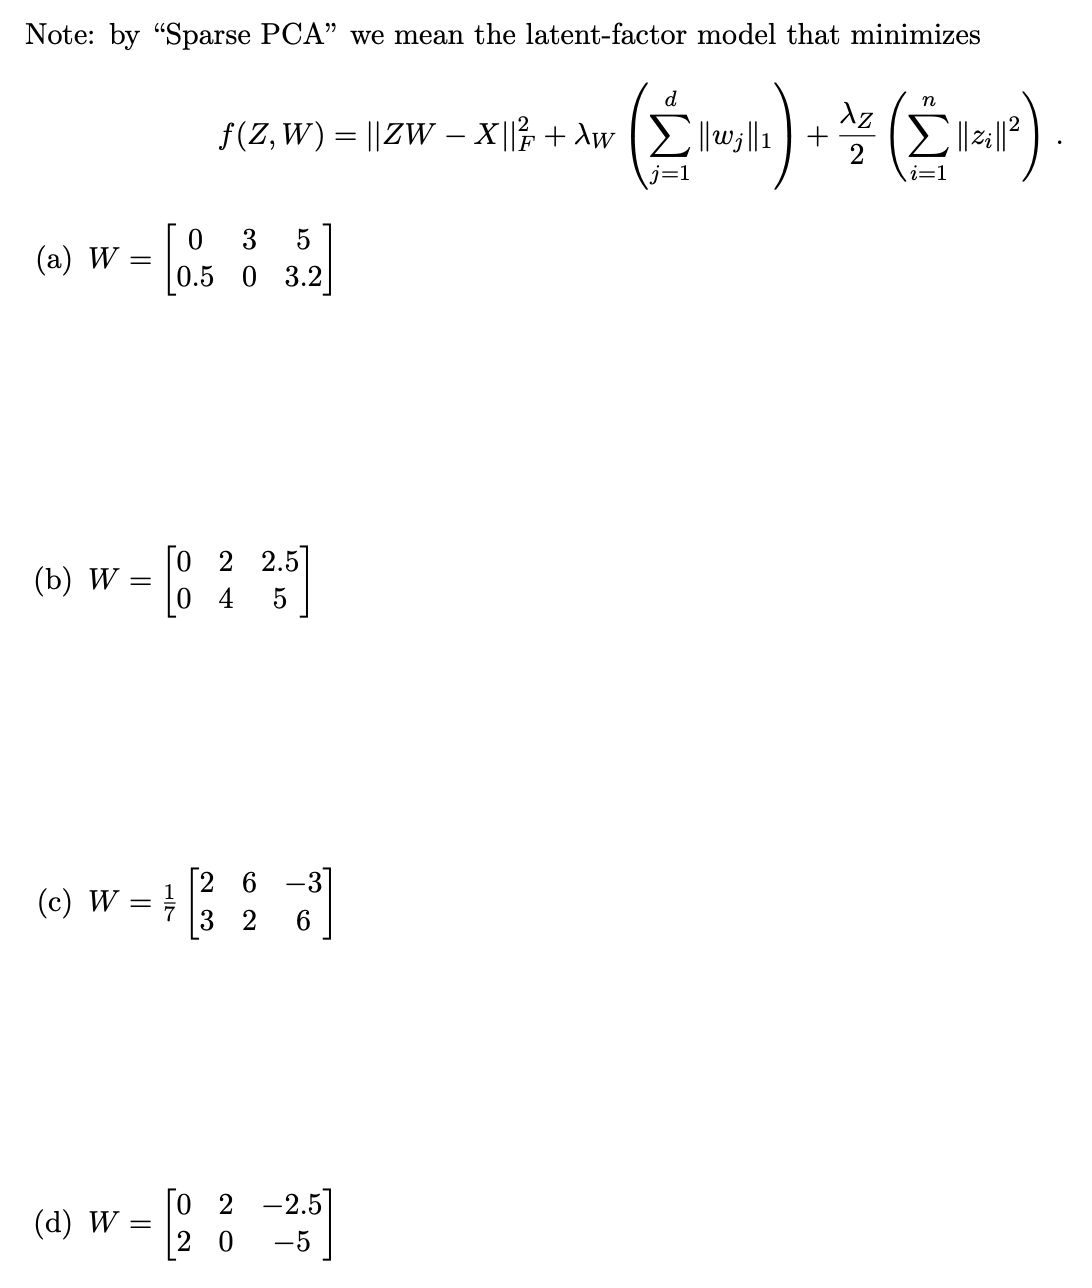 Note: by “Sparse PCA” we mean the latent-factor model that minimizes
f(Z, W) = ||ZW − X||_F^2 + λ_W ( ∑_{j=1}^{d} ‖w_j‖_1 ) + λ_Z/2 ( ∑_{i=1}^{n} ‖z_i‖^2 ) .
(a) W = [0 3 5; 0.5 0 3.2]
(b) W = [0 2 2.5; 0 4 5]
(c) W = 1/7 [2 6 −3; 3 2 6]
(d) W = [0 2 −2.5; 2 0 −5]